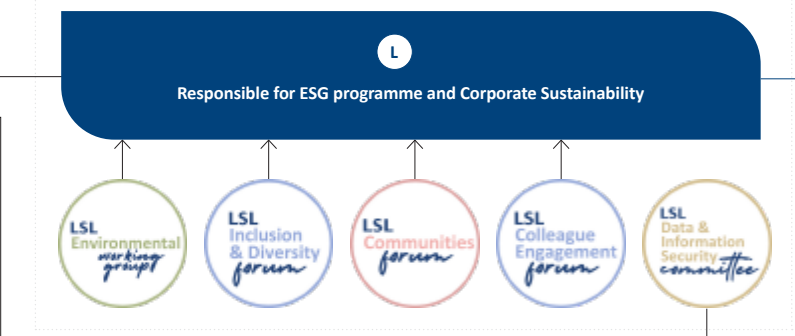 L
Responsible for ESG programme and Corporate Sustainability
LSL
Environmental
working
group
LSL
Inclusion
& Diversity
forum
LSL
Communities
forum
LSL
Colleague
Engagement
forum
LSL
Data &
Information
Security
committee